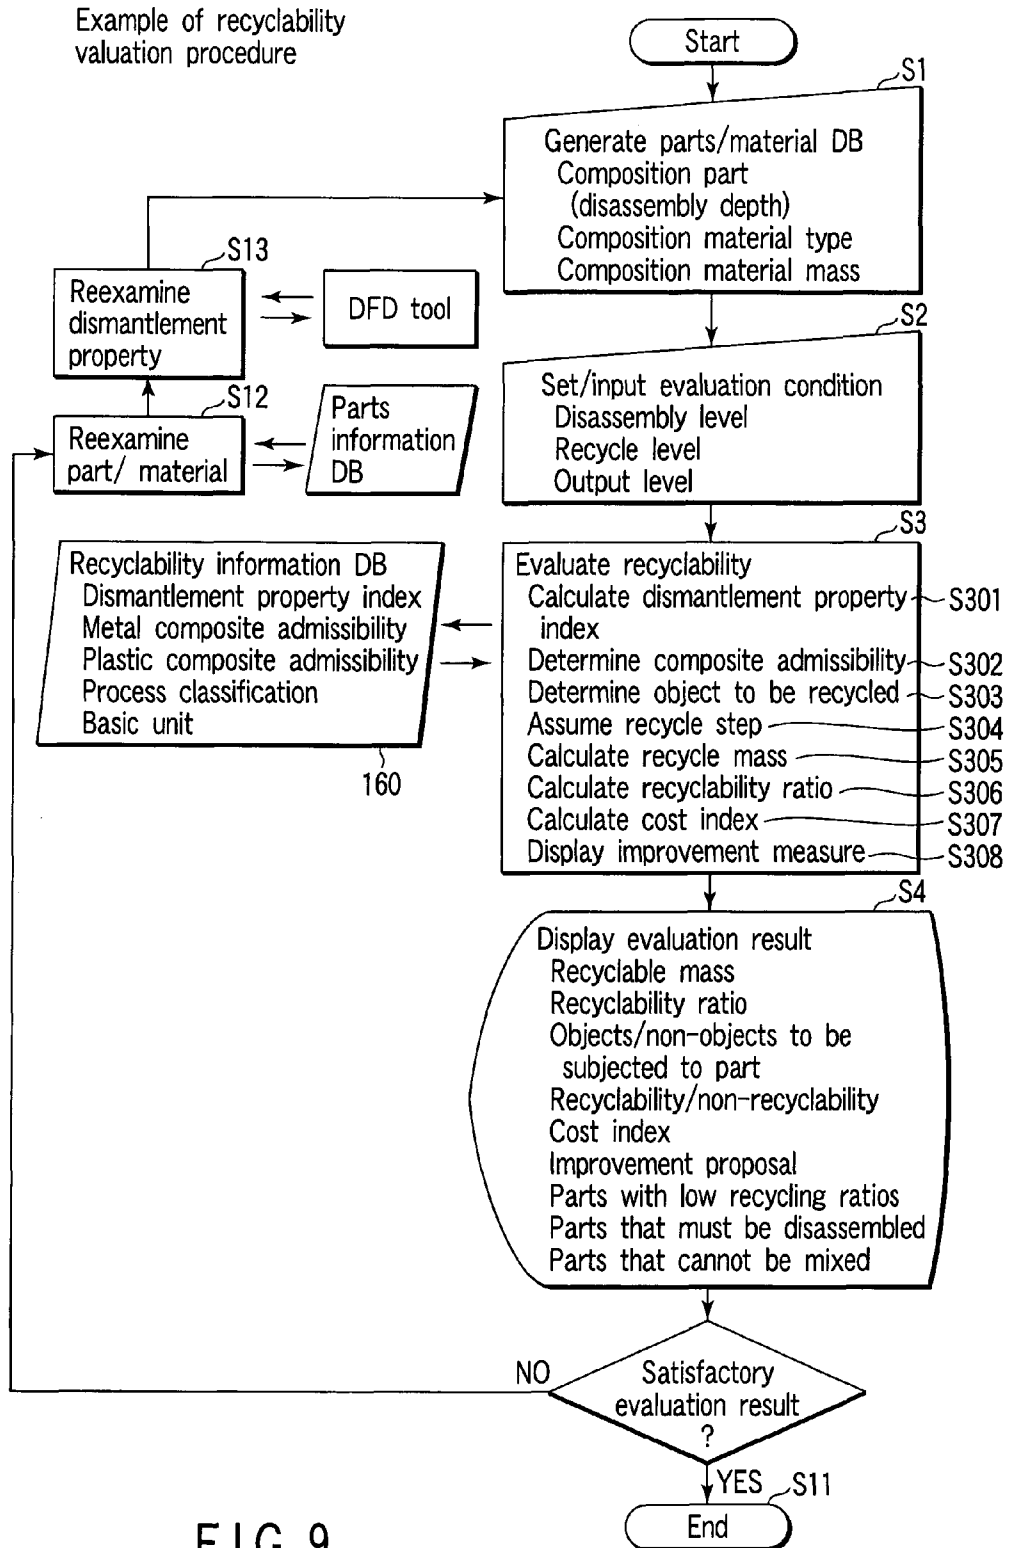 Example of recyclability
valuation procedure
Start
S1
Generate parts/material DB
Composition part
(disassembly depth)
Composition material type
Composition material mass
S13
Reexamine
dismantlement
property
DFD tool
S2
Set/input evaluation condition
Disassembly level
Recycle level
Output level
S12
Reexamine
part/ material
Parts
information
DB
S3
Evaluate recyclability
Calculate dismantlement property
index
S301
Determine composite admissibility
S302
Determine object to be recycled
S303
Assume recycle step
S304
Calculate recycle mass
S305
Calculate recyclability ratio
S306
Calculate cost index
S307
Display improvement measure
S308
Recyclability information DB
Dismantlement property index
Metal composite admissibility
Plastic composite admissibility
Process classification
Basic unit
160
S4
Display evaluation result
Recyclable mass
Recyclability ratio
Objects/non-objects to be
subjected to part
Recyclability/non-recyclability
Cost index
Improvement proposal
Parts with low recycling ratios
Parts that must be disassembled
Parts that cannot be mixed
NO
Satisfactory
evaluation result
?
YES
S11
End
FIG. 9